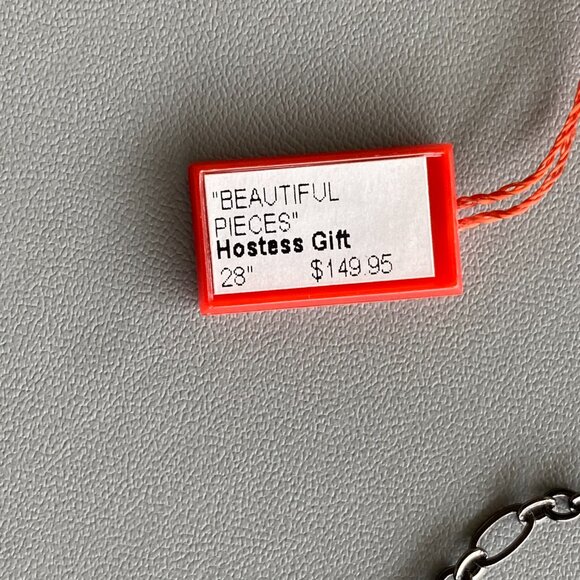 "BEAUTIFUL
PIECES"
Hostess Gift
28" $149.95